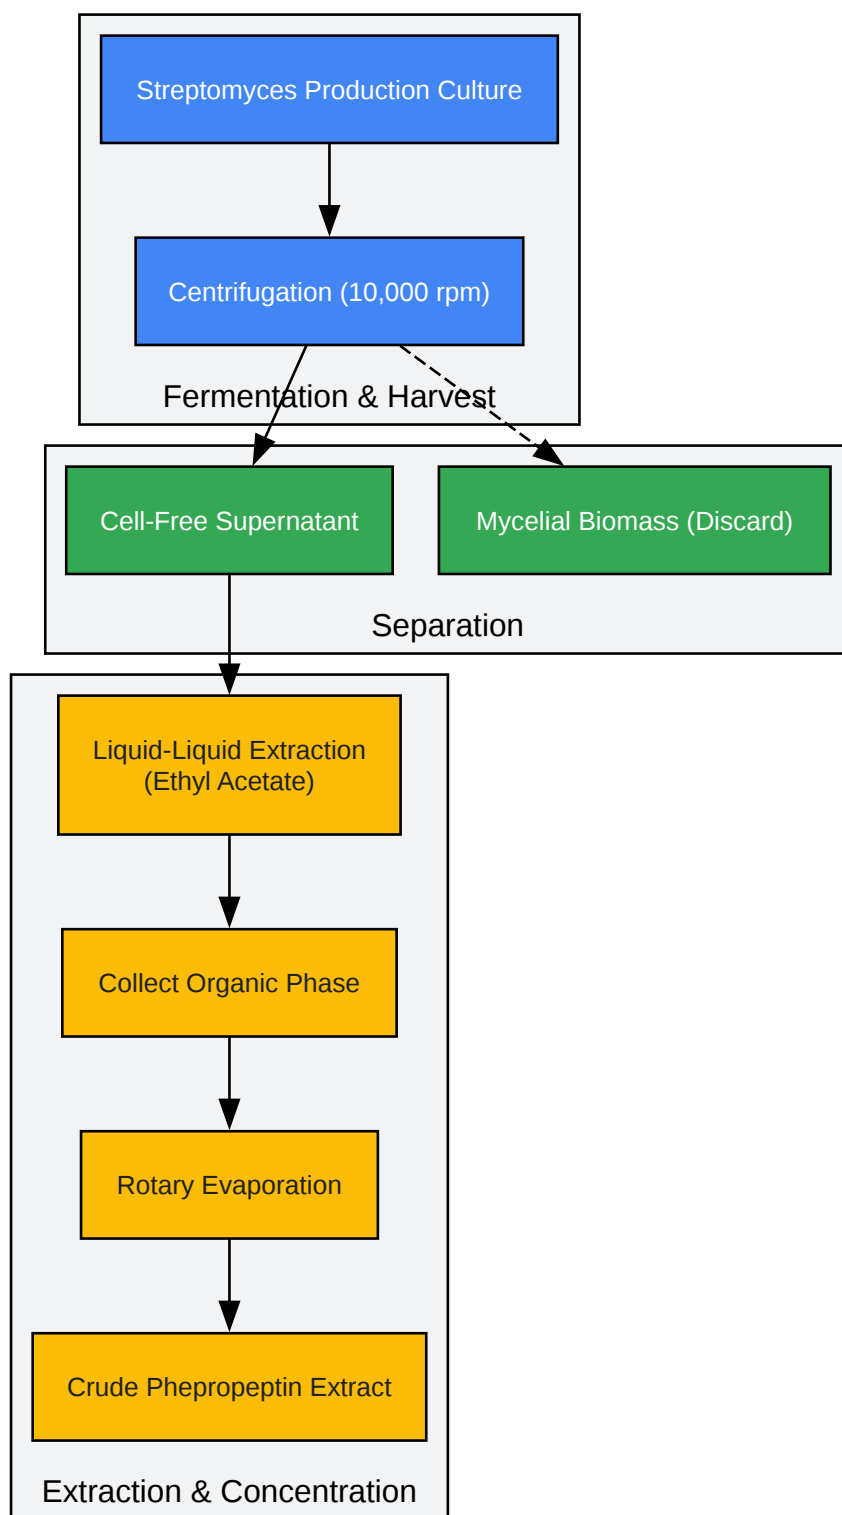 Streptomyces Production Culture
Centrifugation (10,000 rpm)
Fermentation & Harvest
Cell-Free Supernatant
Mycelial Biomass (Discard)
Separation
Liquid-Liquid Extraction
(Ethyl Acetate)
Collect Organic Phase
Rotary Evaporation
Crude Phepropeptin Extract
Extraction & Concentration